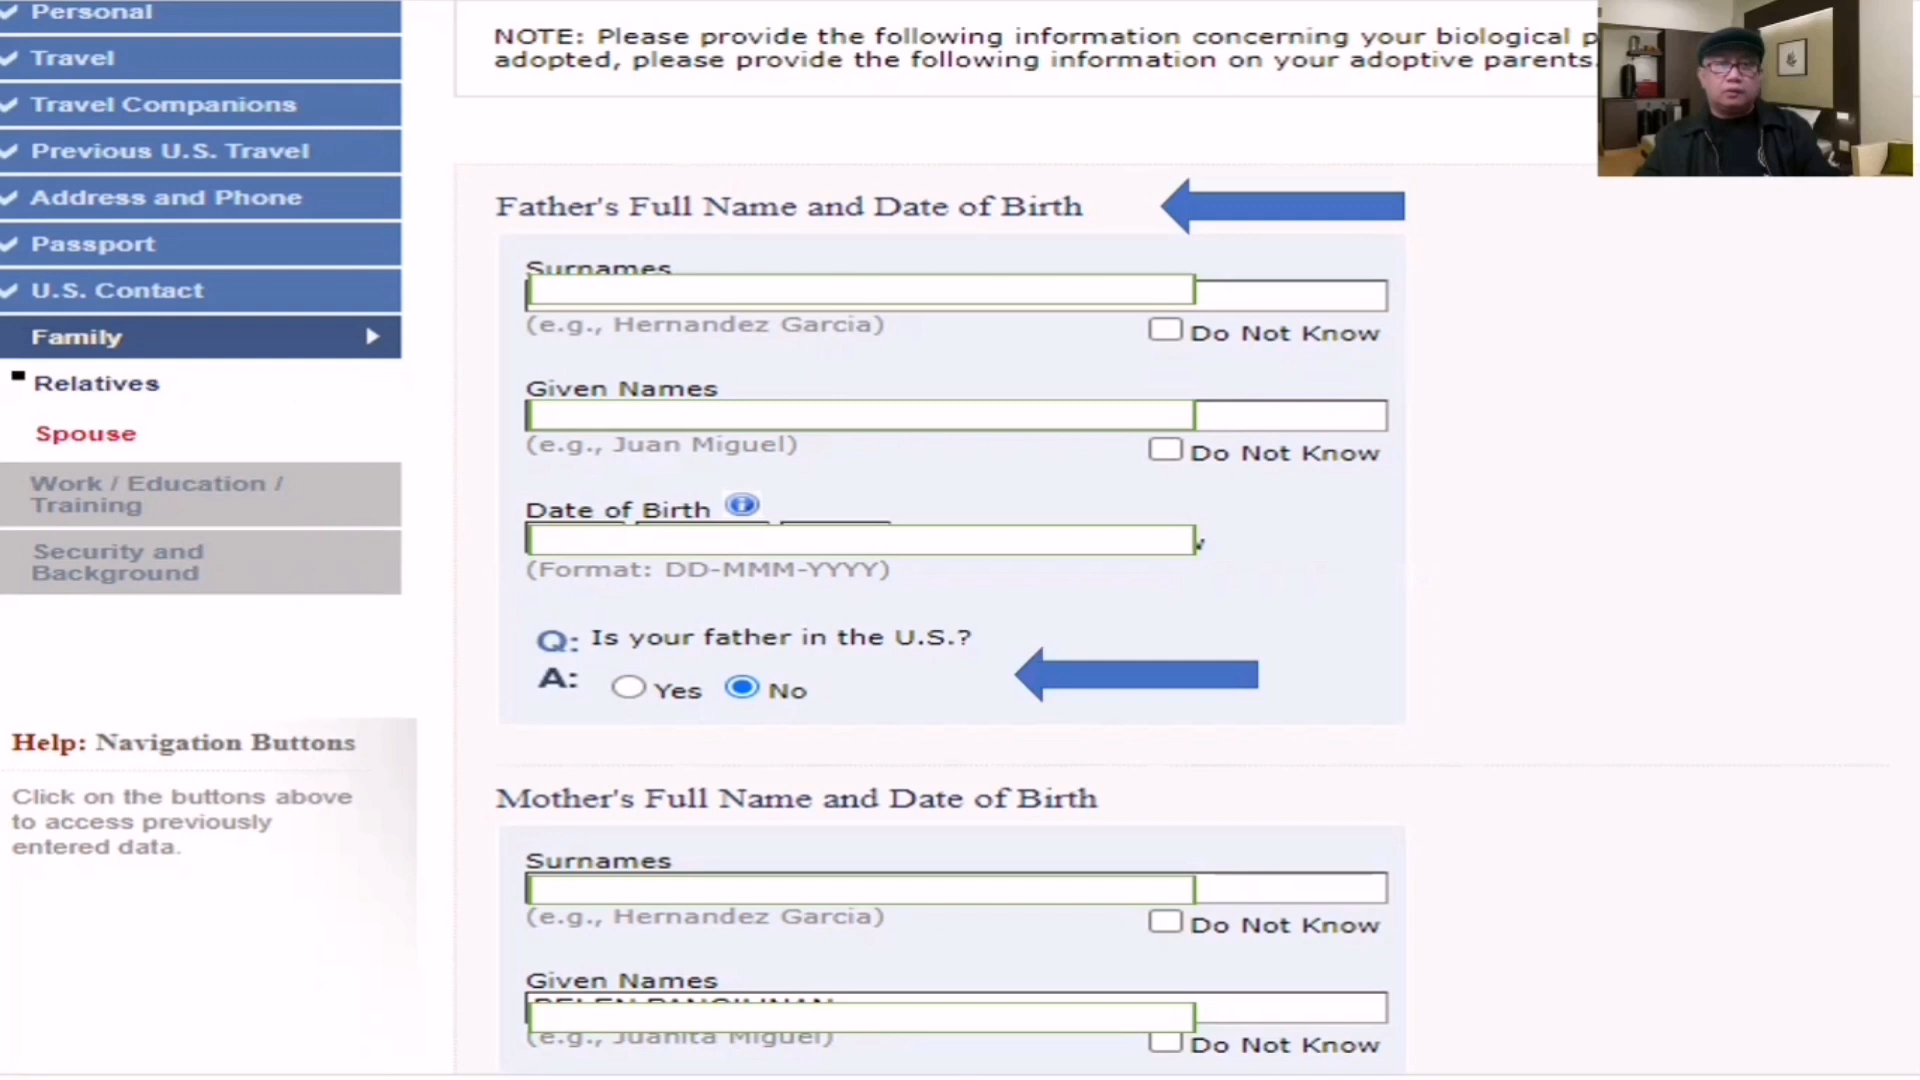 Personal
Travel
Travel Companions
Previous U.S. Travel
Address and Phone
Passport
U.S. Contact
Family
Relatives
Spouse
Work / Education /
Training
Security and
Background
Help: Navigation Buttons
Click on the buttons above
to access previously
entered data.
NOTE: Please provide the following information concerning your biological p
adopted, please provide the following information on your adoptive parents.
Father's Full Name and Date of Birth
Surnames
(e.g., Hernandez Garcia)
Do Not Know
Given Names
(e.g., Juan Miguel)
Do Not Know
Date of Birth
(Format: DD-MMM-YYYY)
Q: Is your father in the U.S.?
A: Yes No
Mother's Full Name and Date of Birth
Surnames
(e.g., Hernandez Garcia)
Do Not Know
Given Names
(e.g., Juanita Miguel)
Do Not Know